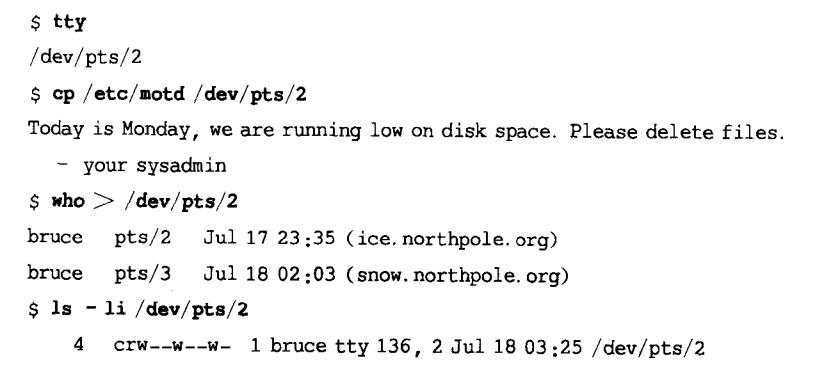 $ tty
/dev/pts/2
$ cp /etc/motd /dev/pts/2
Today is Monday, we are running low on disk space. Please delete files.
- your sysadmin
$ who > /dev/pts/2
bruce pts/2 Jul 17 23:35 (ice.northpole.org)
bruce pts/3 Jul 18 02:03 (snow.northpole.org)
$ ls - li /dev/pts/2
4 crw--w--w- 1 bruce tty 136, 2 Jul 18 03:25 /dev/pts/2